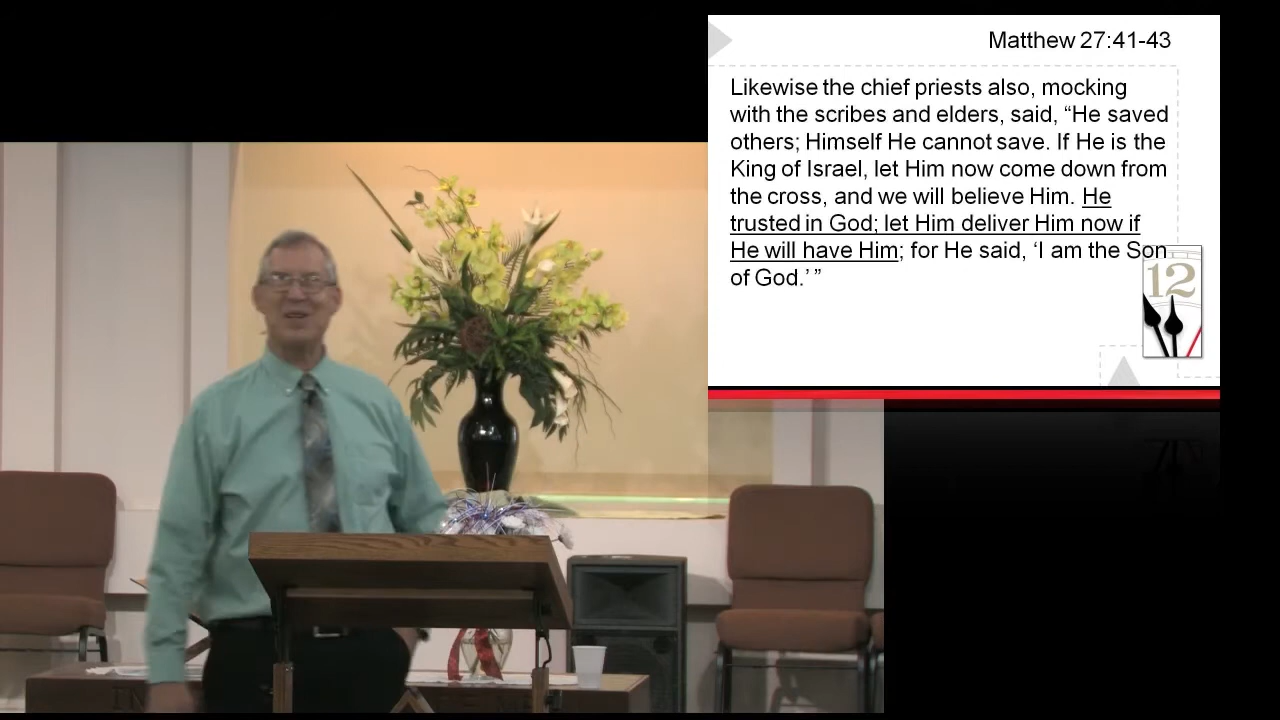 Matthew 27:41-43
Likewise the chief priests also, mocking
with the scribes and elders, said, “He saved
others; Himself He cannot save. If He is the
King of Israel, let Him now come down from
the cross, and we will believe Him. He
trusted in God; let Him deliver Him now if
He will have Him; for He said, ‘I am the Son
of God.’ ”
12